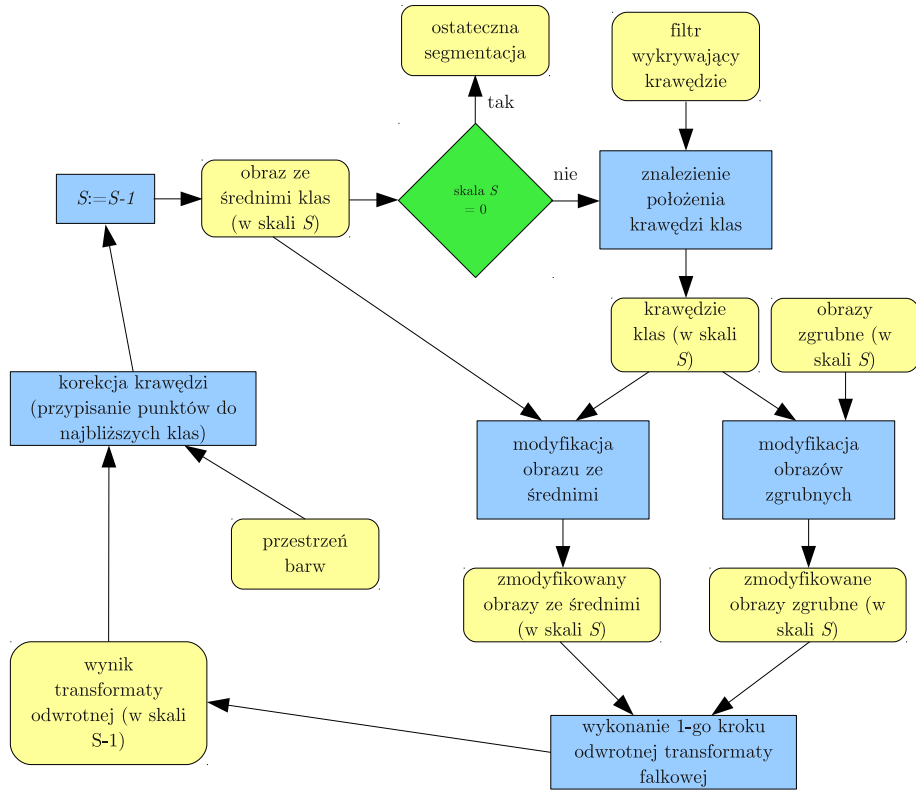 ostateczna
segmentacja
filtr
wykrywający
krawędzie
tak
S:=S-1
obraz ze
średnimi klas
(w skali S)
skala S
= 0
nie
znalezienie
położenia
krawędzi klas
krawędzie
klas (w skali
S)
obrazy
zgrubne (w
skali S)
korekcja krawędzi
(przypisanie punktów do
najbliższych klas)
modyfikacja
obrazu ze
średnimi
modyfikacja
obrazów
zgrubnych
przestrzeń
barw
zmodyfikowany
obrazy ze średnimi
(w skali S)
zmodyfikowane
obrazy zgrubne (w
skali S)
wynik
transformaty
odwrotnej (w skali
S-1)
wykonanie 1-go kroku
odwrotnej transformaty
falkowej